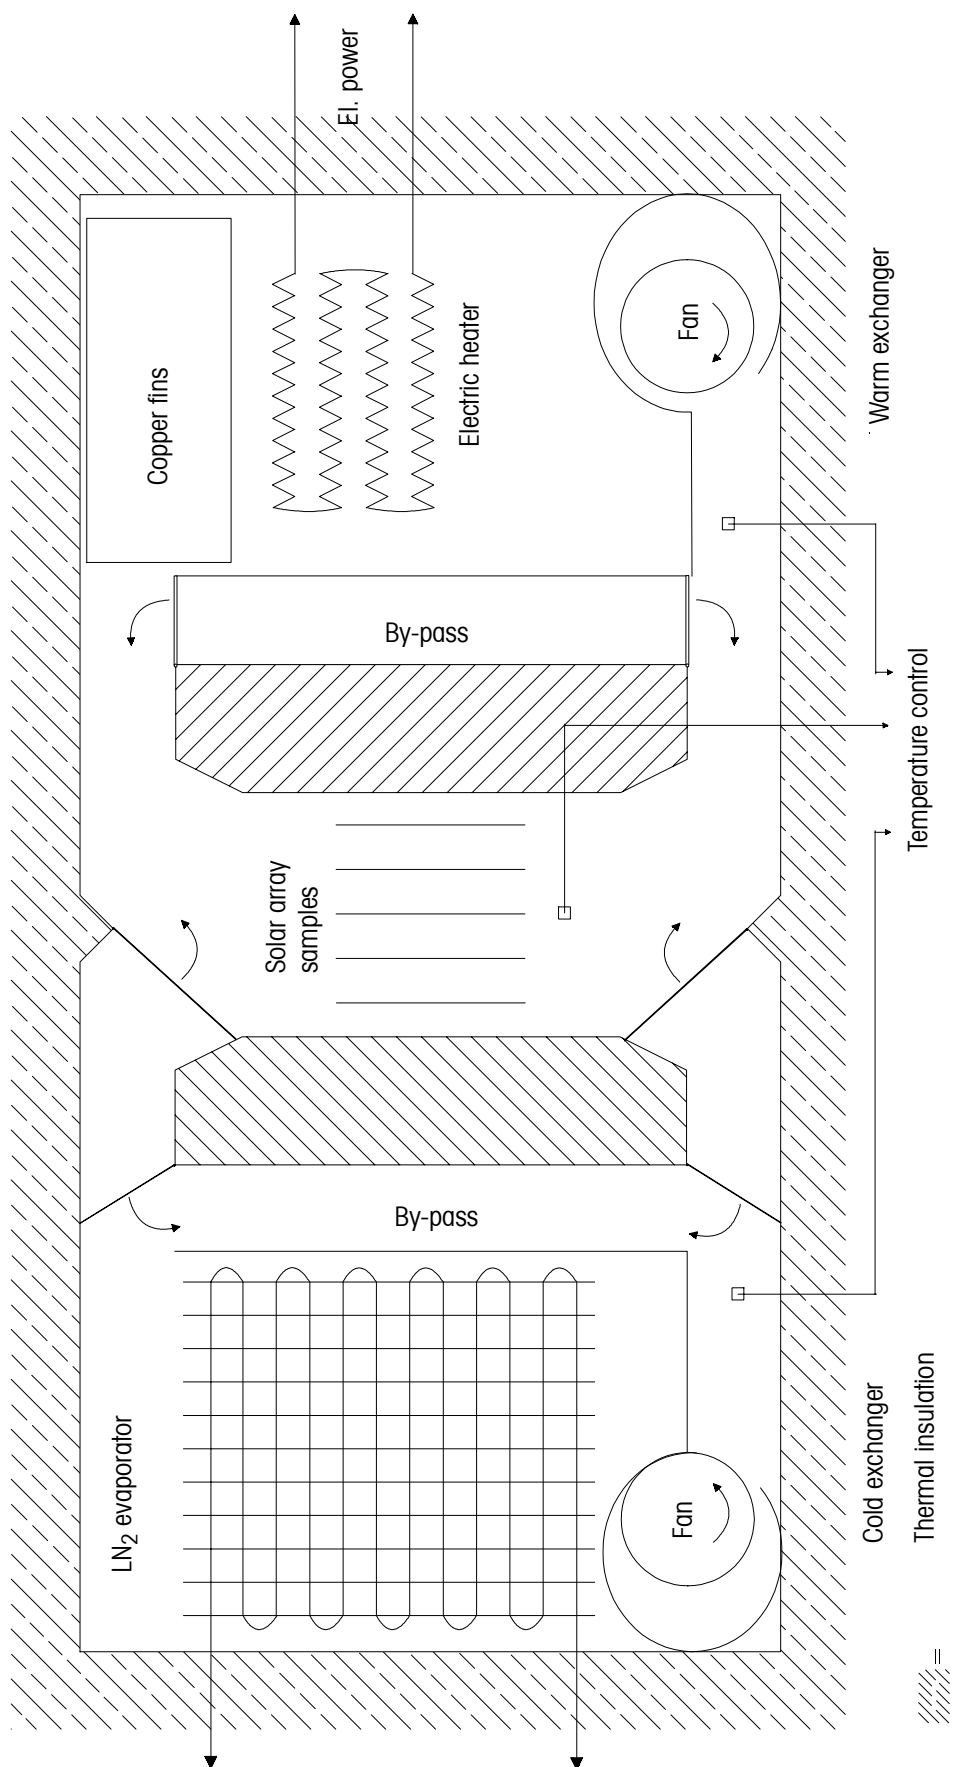 El. power
Copper fins
Electric heater
Fan
Warm exchanger
By-pass
Temperature control
Solar array
samples
By-pass
LN₂ evaporator
Fan
Cold exchanger
= Thermal insulation